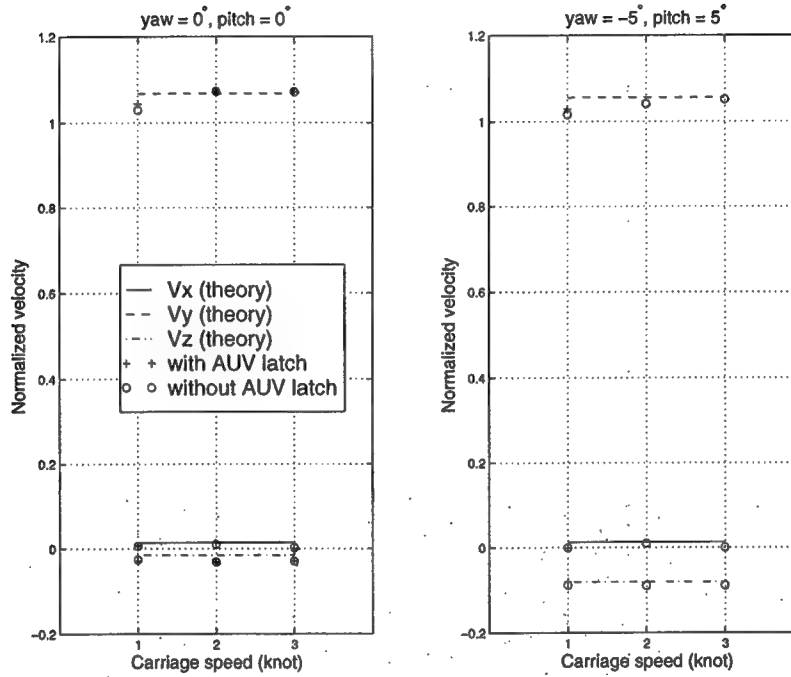 yaw = 0°, pitch = 0°
1.2
1
0.8
0.6
0.4
0.2
0
−0.2
Normalized velocity
Vx (theory)
Vy (theory)
Vz (theory)
with AUV latch
without AUV latch
1 2 3
Carriage speed (knot)
yaw = −5°, pitch = 5°
1.2
1
0.8
0.6
0.4
0.2
0
−0.2
Normalized velocity
1 2 3
Carriage speed (knot)